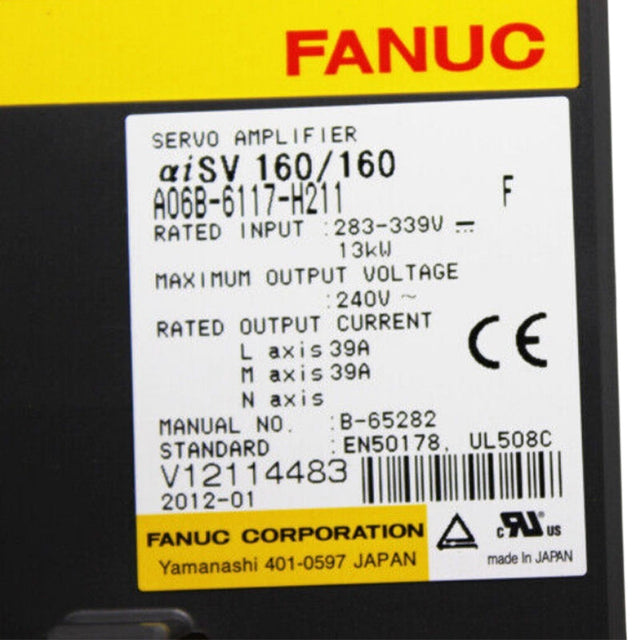 FANUC
SERVO AMPLIFIER
αiSV 160/160
A06B-6117-H211 F
RATED INPUT :283-339V ⎓
13kW
MAXIMUM OUTPUT VOLTAGE
:240V ~
RATED OUTPUT CURRENT
L axis 39A
M axis 39A
N axis
MANUAL NO. :B-65282
STANDARD :EN50178, UL508C
V12114483
2012-01
CE
FANUC CORPORATION
Yamanashi 401-0597 JAPAN
c RU ® US
made In JAPAN